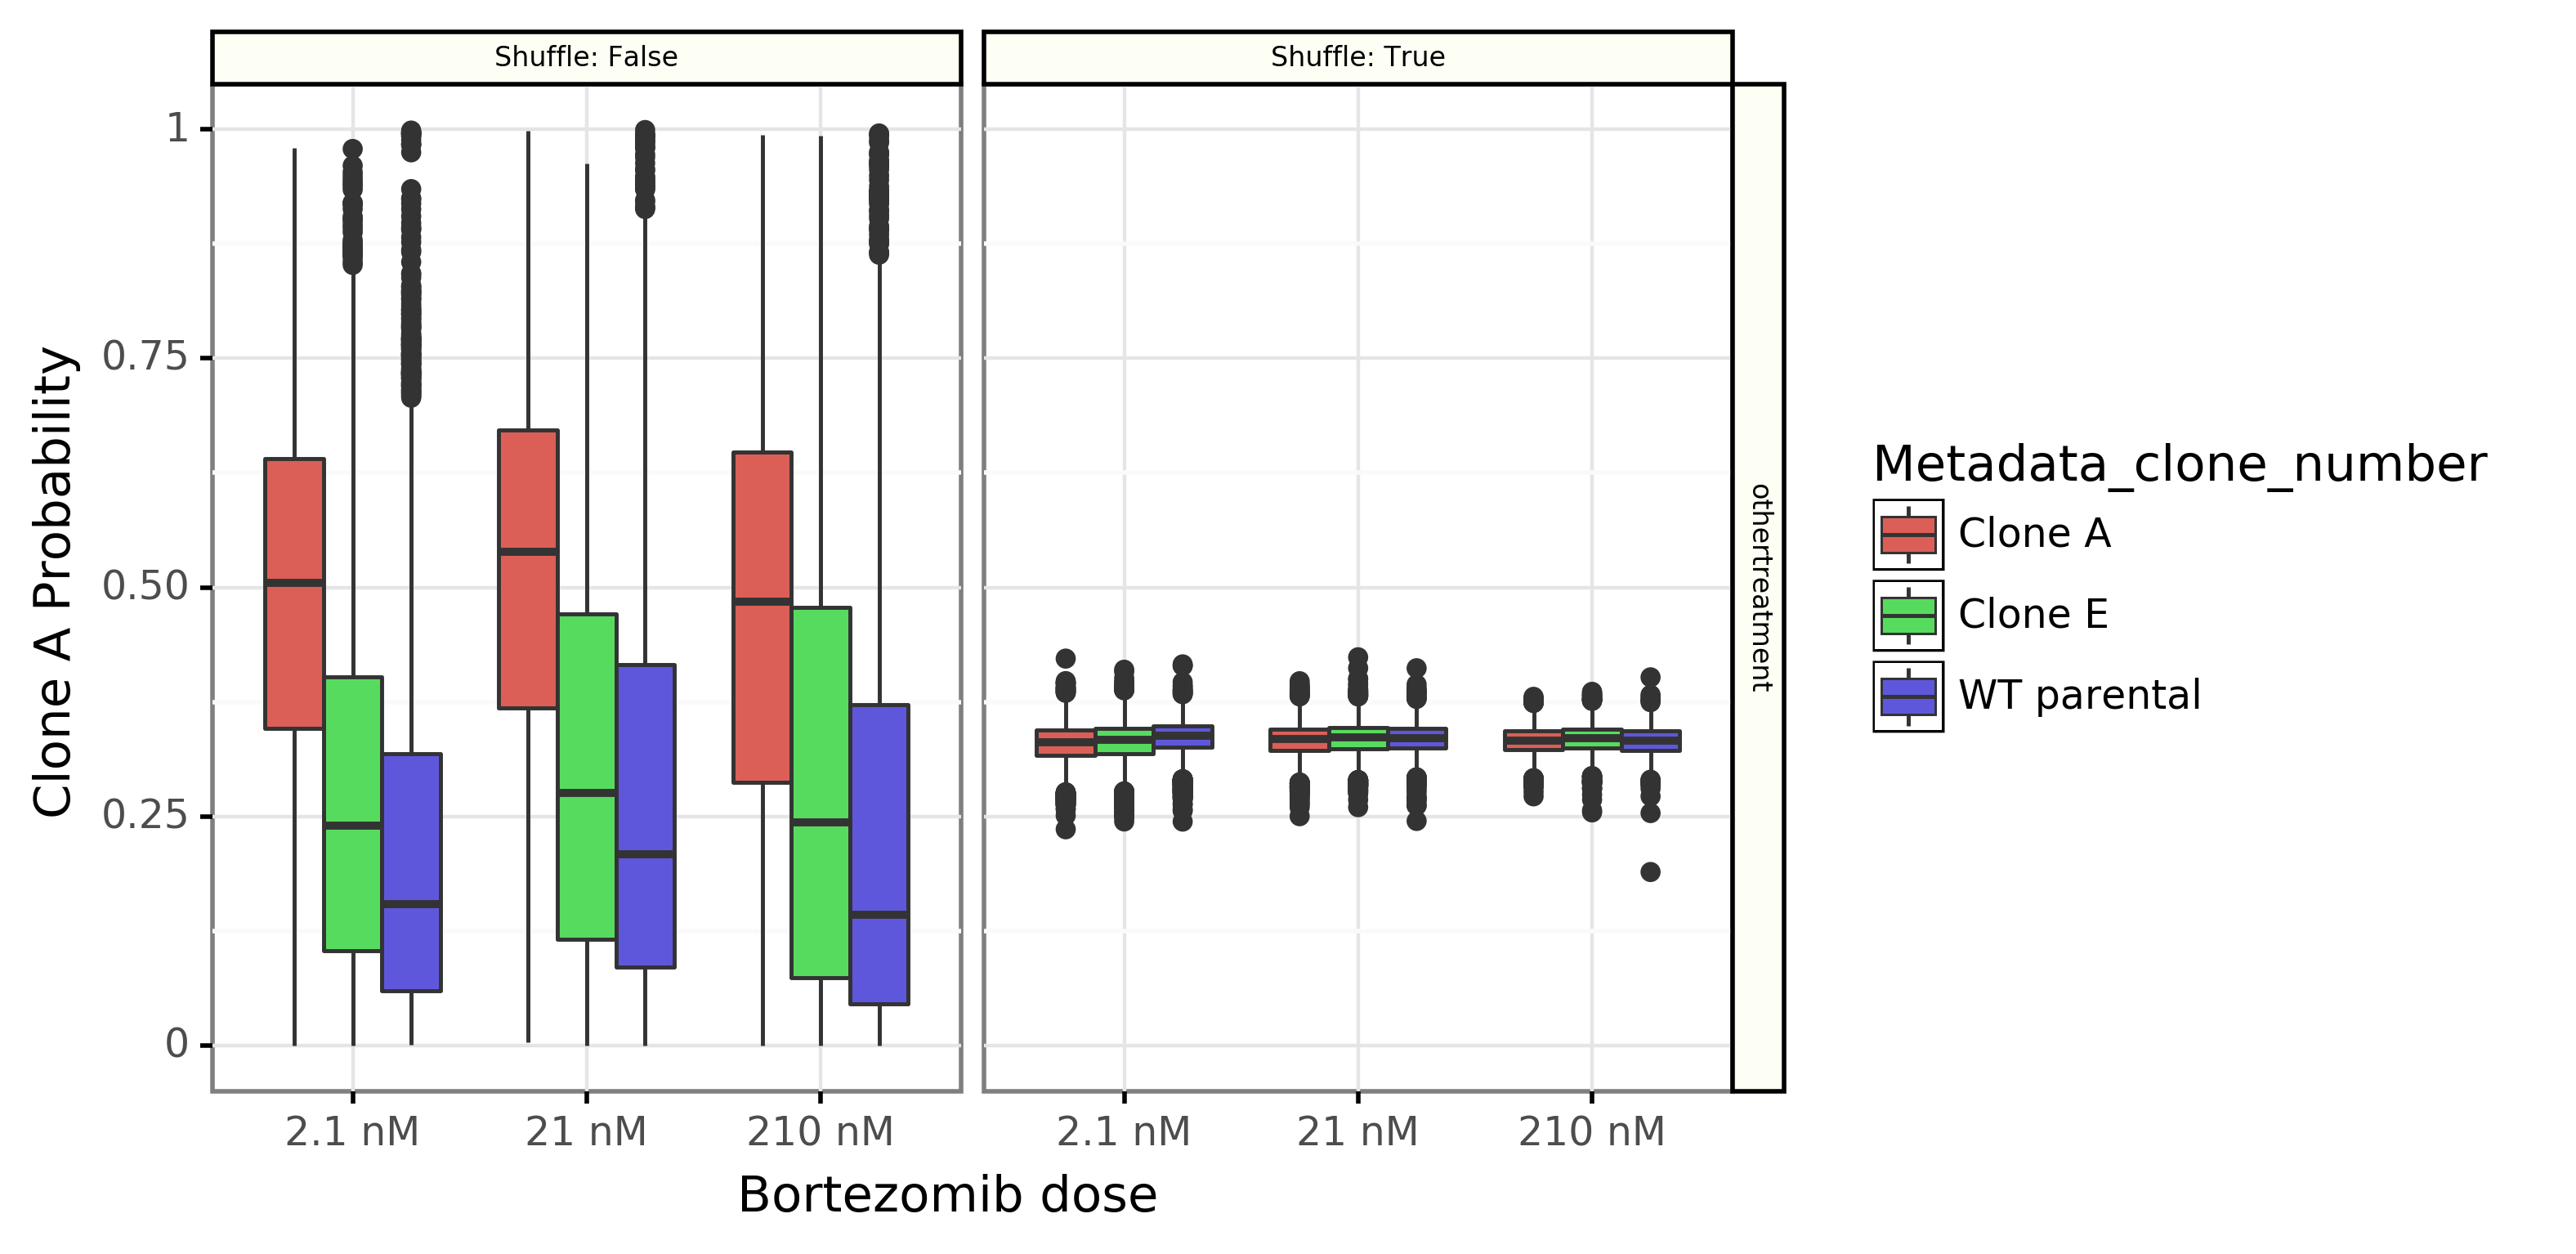 Shuffle: False
Shuffle: True
1
0.75
0.50
0.25
0
Clone A Probability
2.1 nM
21 nM
210 nM
2.1 nM
21 nM
210 nM
Bortezomib dose
othertreatment
Metadata_clone_number
Clone A
Clone E
WT parental